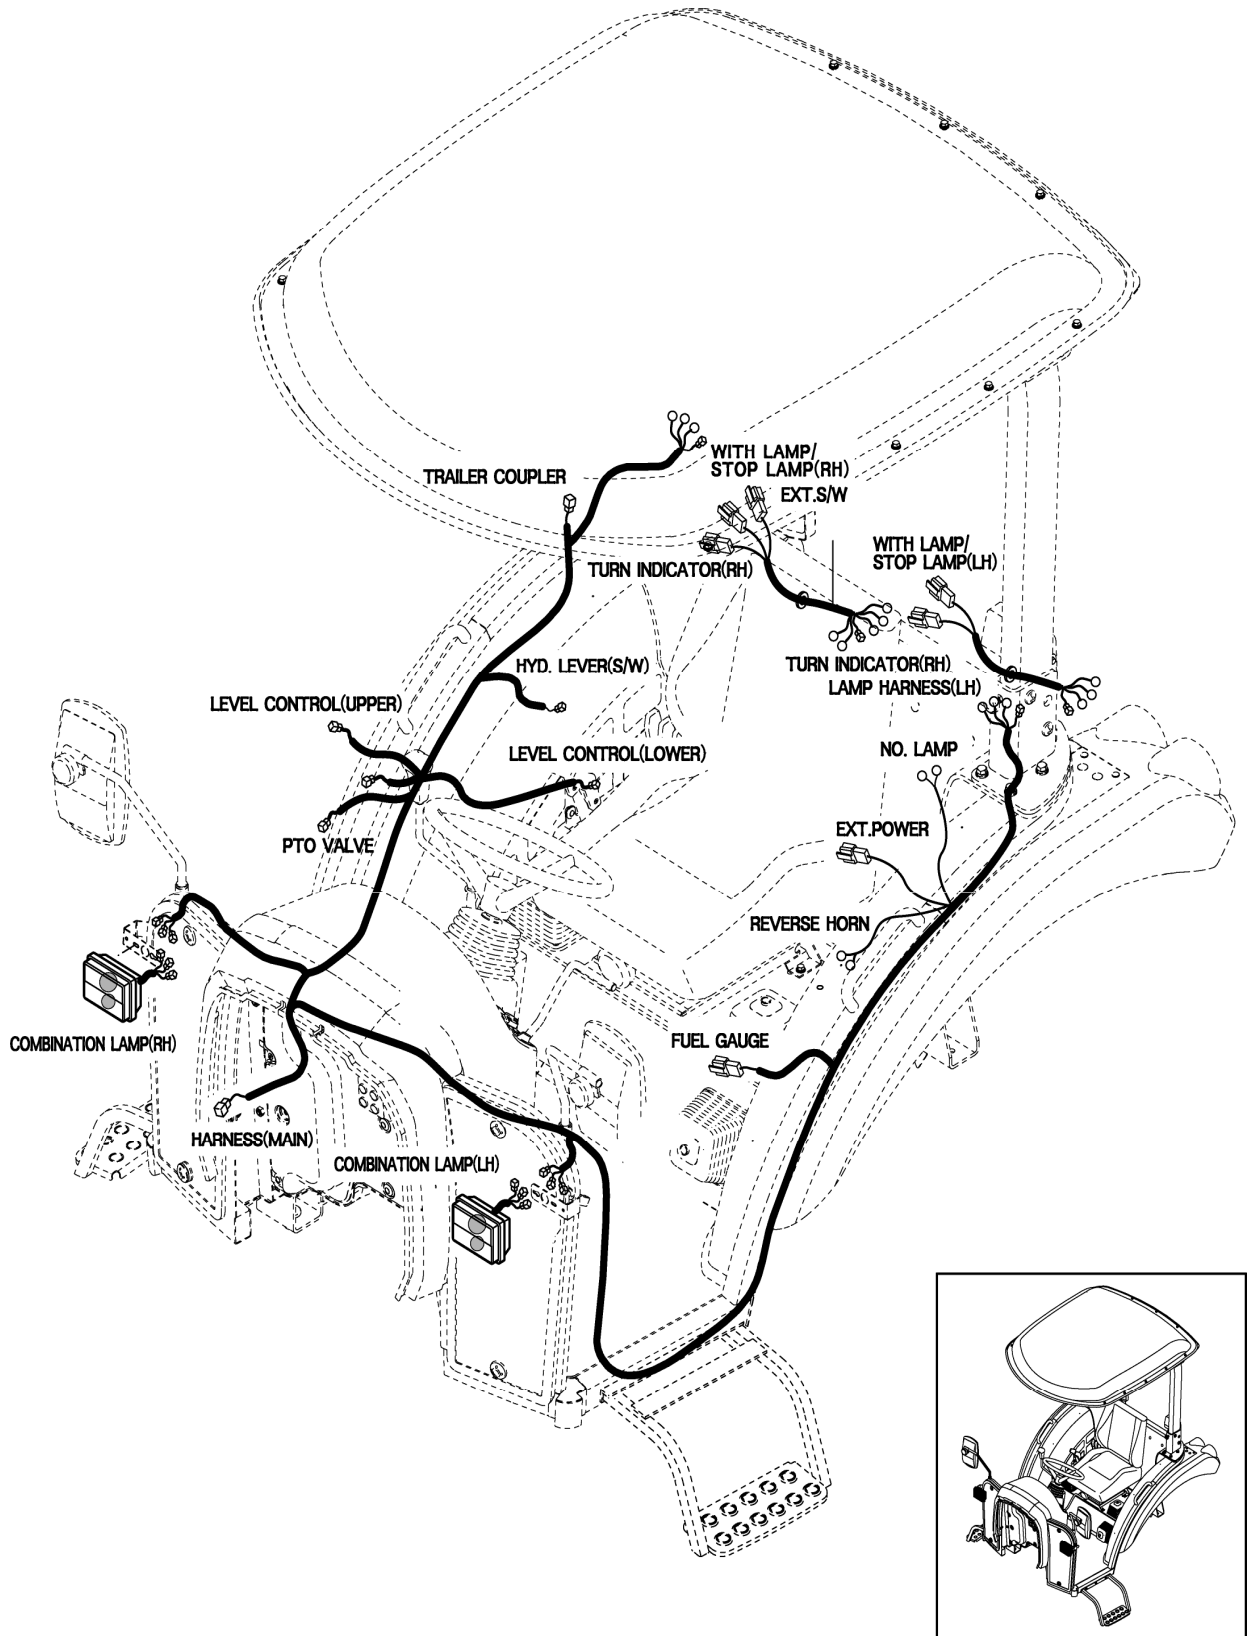 WITH LAMP/
STOP LAMP(RH)
TRAILER COUPLER
EXT.S/W
WITH LAMP/
STOP LAMP(LH)
TURN INDICATOR(RH)
HYD. LEVER(S/W)
TURN INDICATOR(RH)
LAMP HARNESS(LH)
LEVEL CONTROL(UPPER)
LEVEL CONTROL(LOWER)
NO. LAMP
EXT.POWER
PTO VALVE
REVERSE HORN
COMBINATION LAMP(RH)
FUEL GAUGE
HARNESS(MAIN)
COMBINATION LAMP(LH)